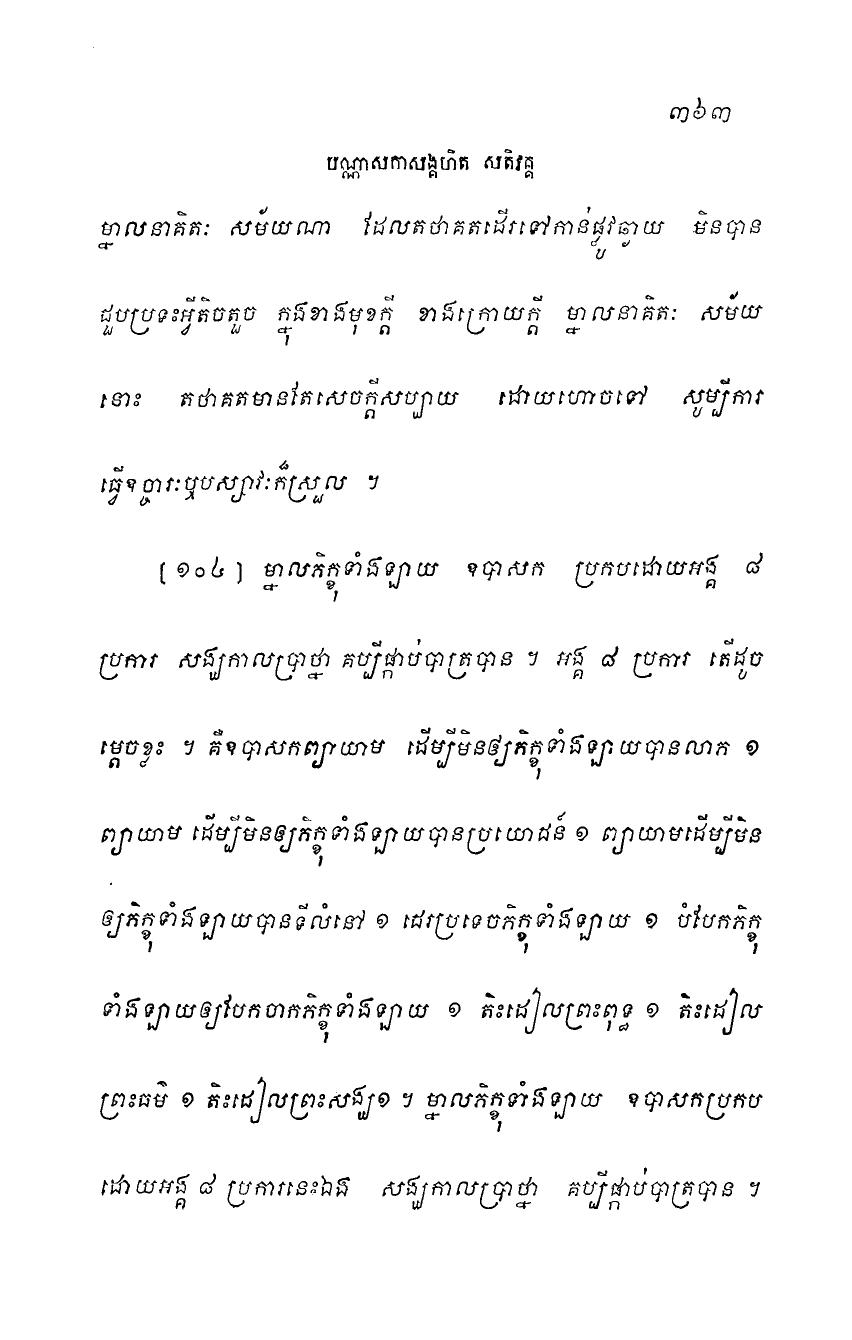 ៣៦៣
បណ្ណាសកាសង្គហិត សតិវគ្គ
ម្នាលនាគិតៈ សម័យណា ដែលតថាគតដើរទៅកាន់ផ្លូវឆ្ងាយ មិនបាន
ជួបប្រទះអ្វីតិចតួច ក្នុងខាងមុខក្តី ខាងក្រោយក្តី ម្នាលនាគិតៈ សម័យ
នោះ តថាគតមានតែសេចក្តីសប្បាយ ដោយហោចទៅ សូម្បីការ
ធ្វើឧច្ចារៈឬបស្សាវៈក៏ស្រួល ។
[ ១០៤ ] ម្នាលភិក្ខុទាំងឡាយ ឧបាសក ប្រកបដោយអង្គ ៨
ប្រការ សង្ឃកាលប្រាថ្នា គប្បីផ្កាប់បាត្របាន ។ អង្គ ៨ ប្រការ តើដូច
ម្តេចខ្លះ ។ គឺឧបាសកព្យាយាម ដើម្បីមិនឲ្យភិក្ខុទាំងឡាយបានលាភ ១
ព្យាយាម ដើម្បីមិនឲ្យភិក្ខុទាំងឡាយបានប្រយោជន៍ ១ ព្យាយាមដើម្បីមិន
ឲ្យភិក្ខុទាំងឡាយបានទីលំនៅ ១ ជេរប្រទេចភិក្ខុទាំងឡាយ ១ បំបែកភិក្ខុ
ទាំងឡាយឲ្យបែកចាកភិក្ខុទាំងឡាយ ១ តិះដៀលព្រះពុទ្ធ ១ តិះដៀល
ព្រះធម៌ ១ តិះដៀលព្រះសង្ឃ១ ។ ម្នាលភិក្ខុទាំងឡាយ ឧបាសកប្រកប
ដោយអង្គ ៨ ប្រការនេះឯង សង្ឃកាលប្រាថ្នា គប្បីផ្កាប់បាត្របាន ។